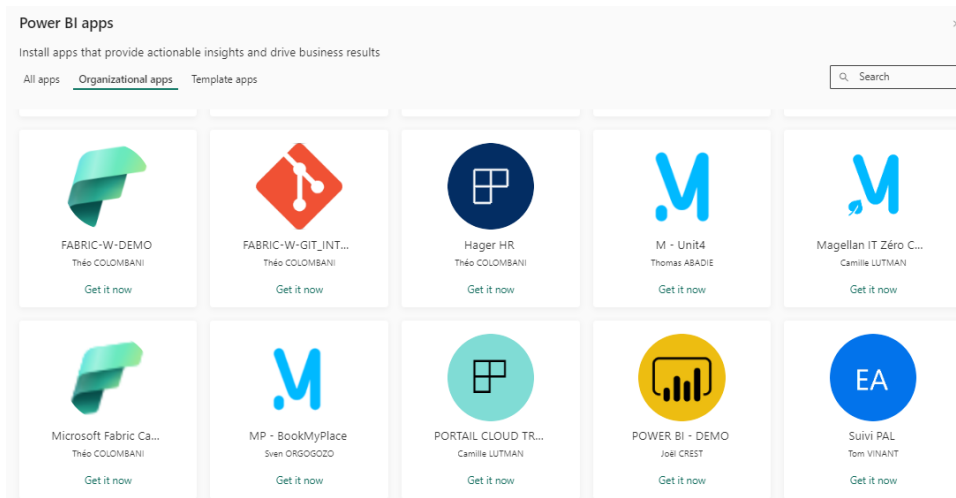 Power BI apps
Install apps that provide actionable insights and drive business results
All apps Organizational apps Template apps
Search
FABRIC-W-DEMO
Théo COLOMBANI
Get it now
FABRIC-W-GIT_INT...
Théo COLOMBANI
Get it now
Hager HR
Théo COLOMBANI
Get it now
M - Unit4
Thomas ABADIE
Get it now
Magellan IT Zéro C...
Camille LUTMAN
Get it now
Microsoft Fabric Ca...
Théo COLOMBANI
Get it now
MP - BookMyPlace
Sven ORGOGOZO
Get it now
PORTAIL CLOUD TR...
Camille LUTMAN
Get it now
POWER BI - DEMO
Joël CREST
Get it now
EA
Suivi PAL
Tom VINANT
Get it now